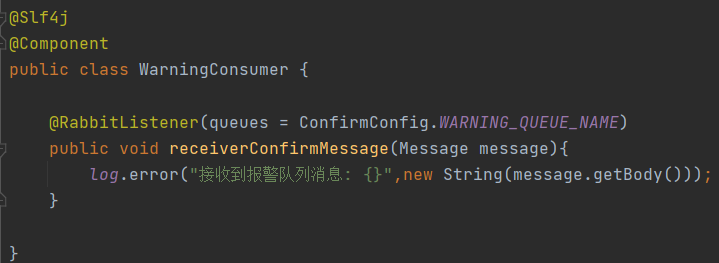 @Slf4j
@Component
public class WarningConsumer {
@RabbitListener(queues = ConfirmConfig.WARNING_QUEUE_NAME)
public void receiverConfirmMessage(Message message){
log.error("接收到报警队列消息: {}",new String(message.getBody()));
}
}